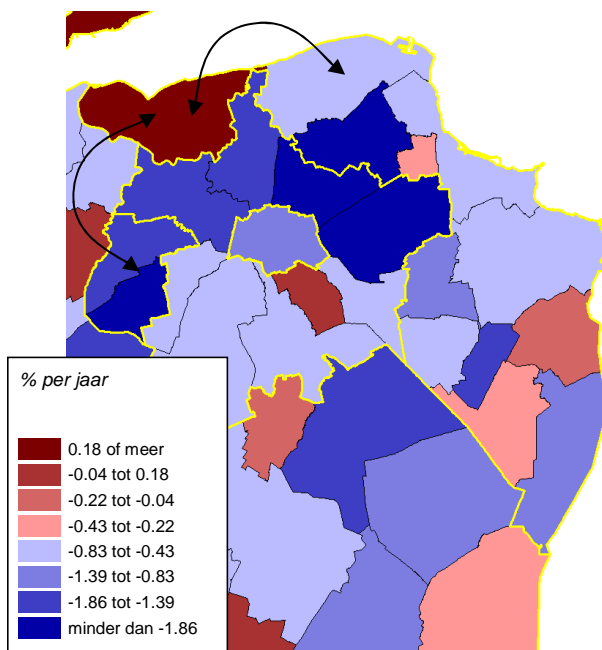 % per jaar
0.18 of meer
-0.04 tot 0.18
-0.22 tot -0.04
-0.43 tot -0.22
-0.83 tot -0.43
-1.39 tot -0.83
-1.86 tot -1.39
minder dan -1.86